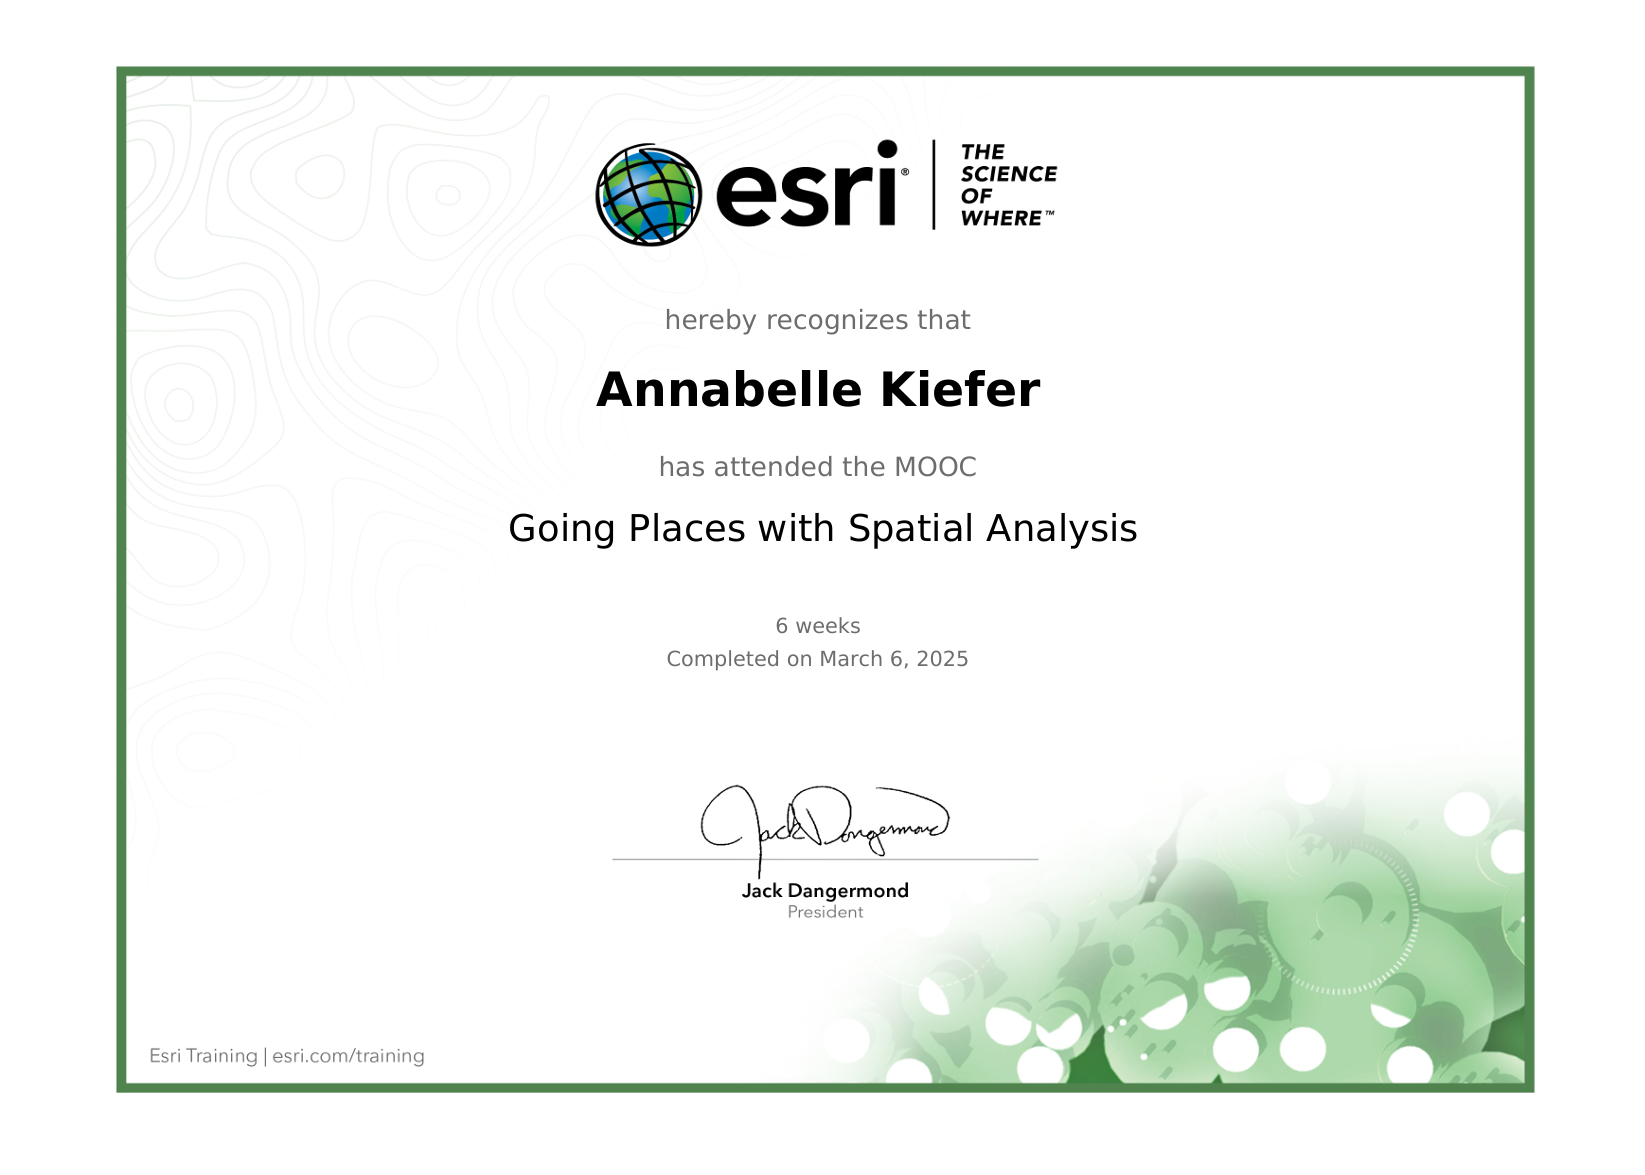 esri®
THE
SCIENCE
OF
WHERE™
hereby recognizes that
Annabelle Kiefer
has attended the MOOC
Going Places with Spatial Analysis
6 weeks
Completed on March 6, 2025
Jack Dangermond
Jack Dangermond
President
Esri Training | esri.com/training